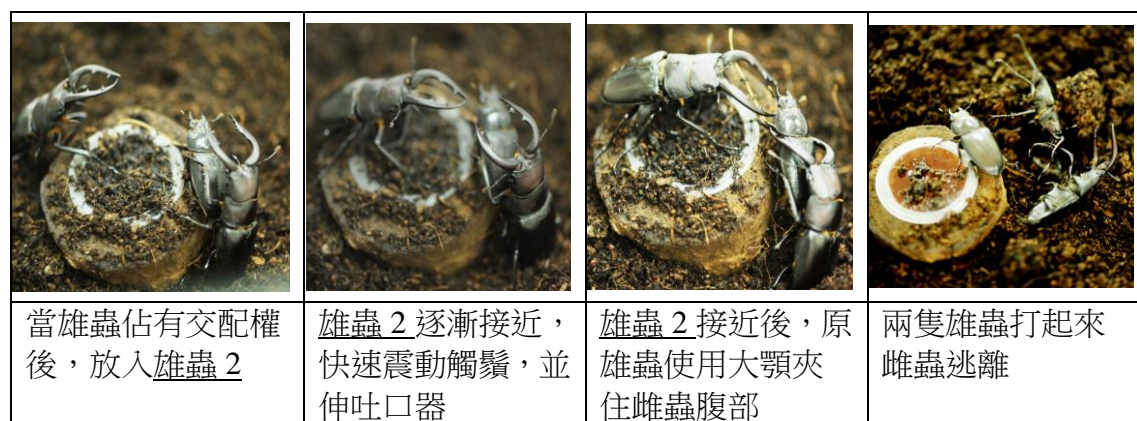 當雄蟲佔有交配權
後，放入雄蟲 2
雄蟲 2 逐漸接近，
快速震動觸鬚，並
伸吐口器
雄蟲 2 接近後，原
雄蟲使用大顎夾
住雌蟲腹部
兩隻雄蟲打起來
雌蟲逃離